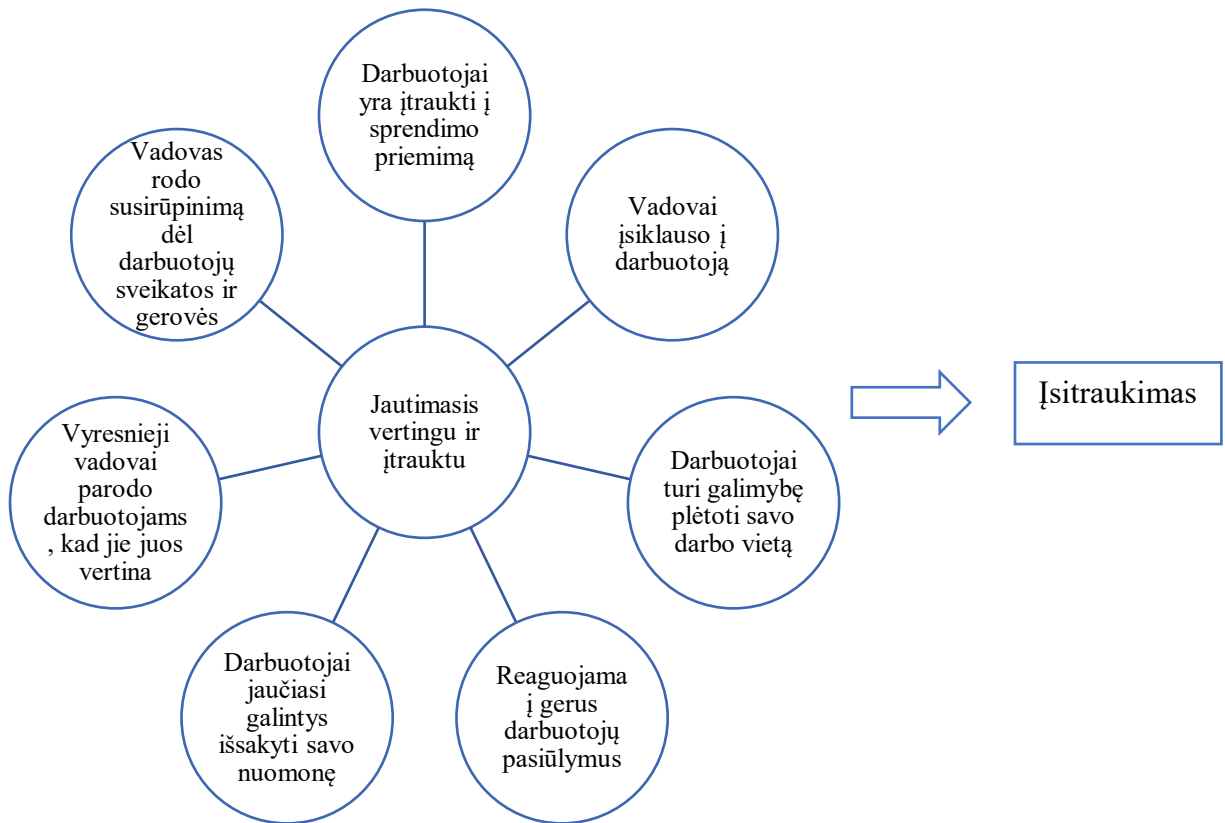 Darbuotojai
yra įtraukti į
sprendimo
priemimą
Vadovas
rodo
susirūpinimą
dėl
darbuotojų
sveikatos ir
gerovės
Vadovai
įsiklauso į
darbuotoją
Jautimasis
vertingu ir
įtrauktu
Įsitraukimas
Vyresnieji
vadovai
parodo
darbuotojams
, kad jie juos
vertina
Darbuotojai
turi galimybę
plėtoti savo
darbo vietą
Darbuotojai
jaučiasi
galintys
išsakyti savo
nuomonę
Reaguojama
į gerus
darbuotojų
pasiūlymus